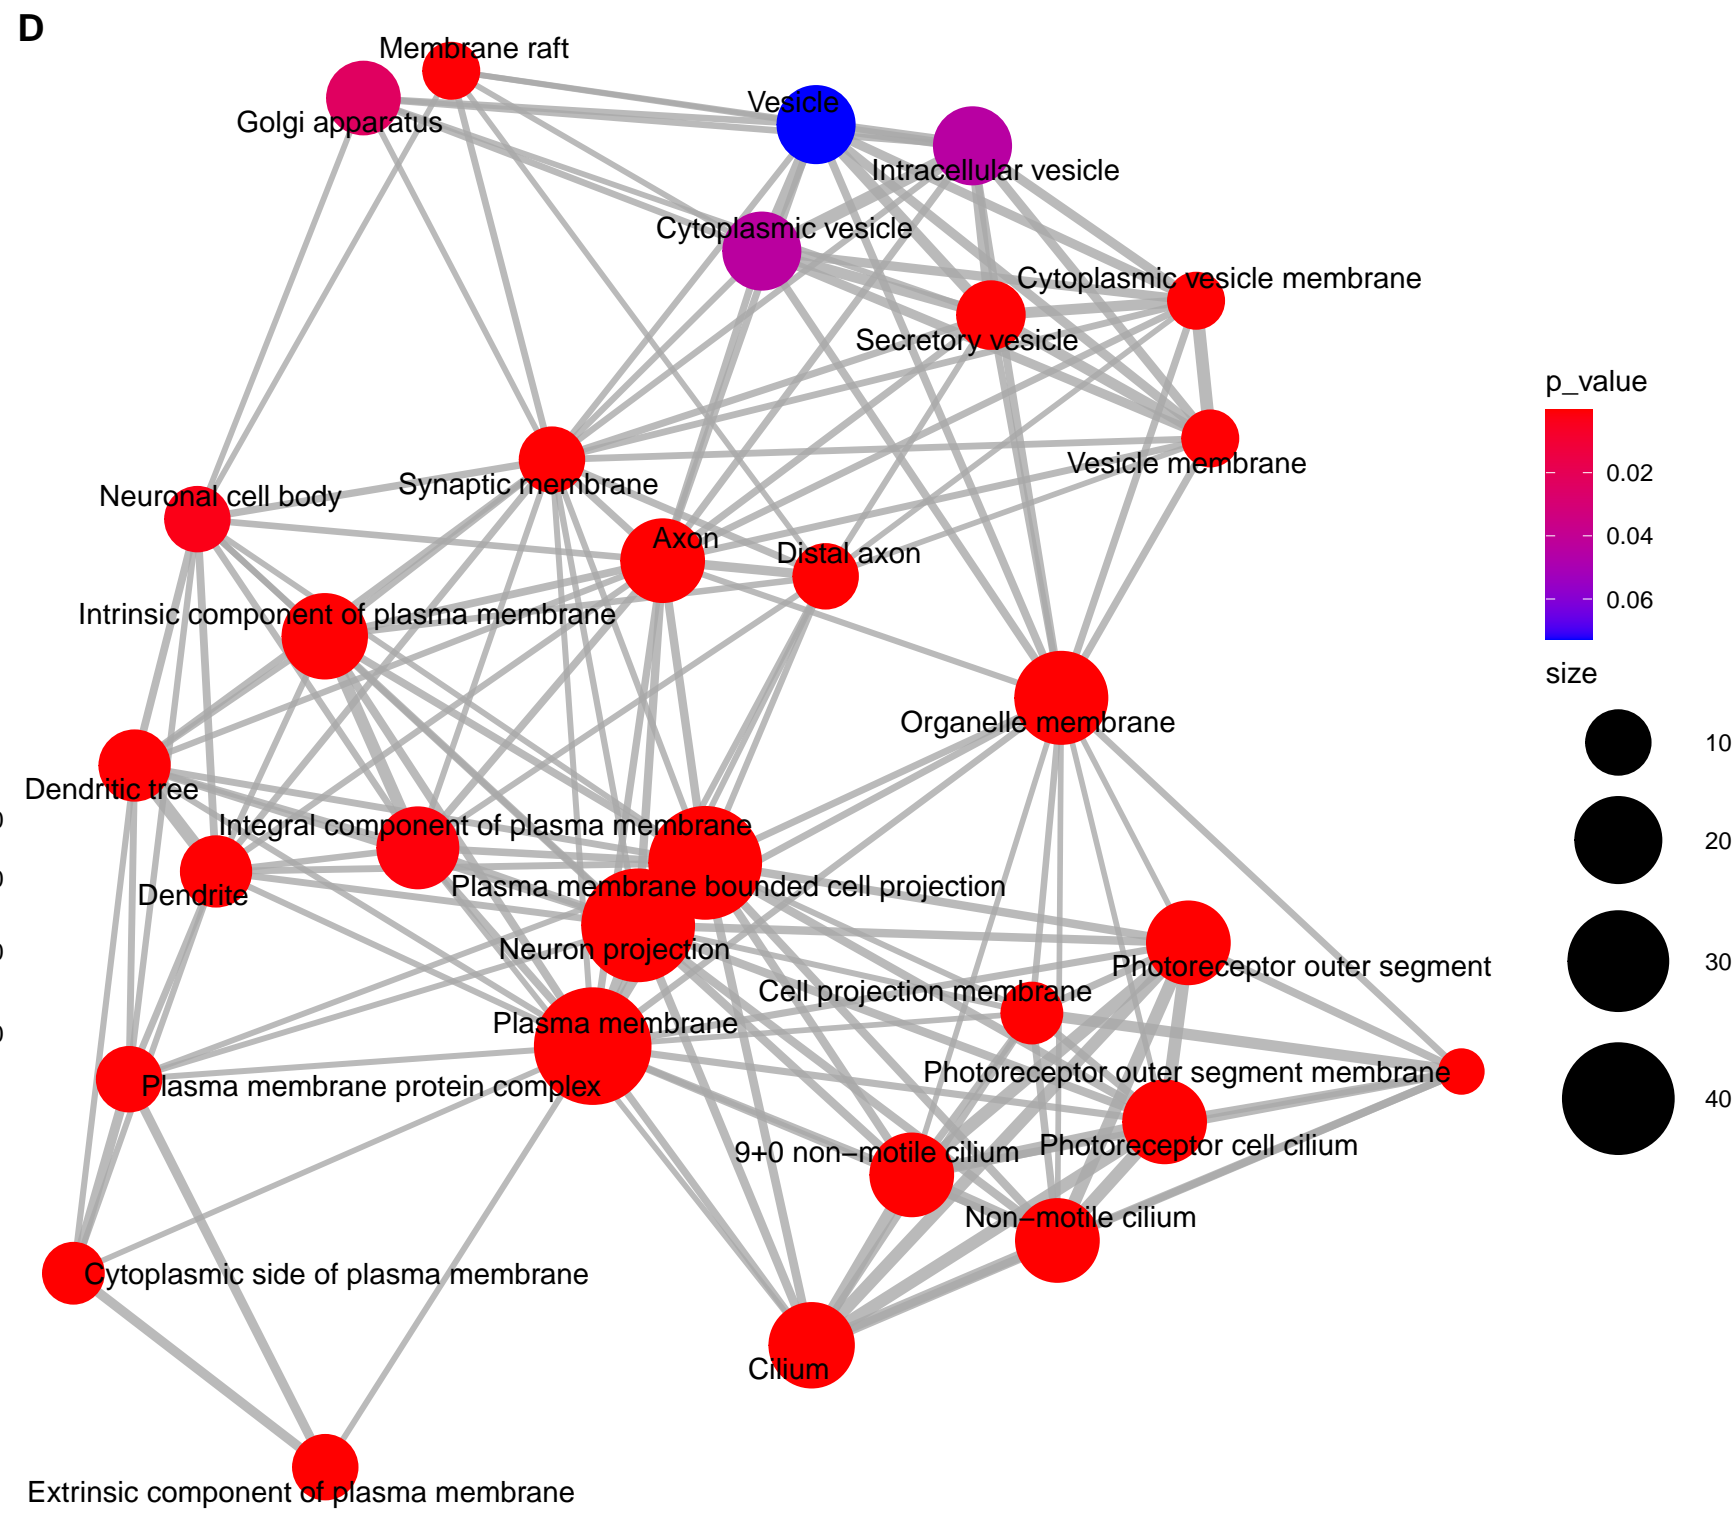 D
Membrane raft
Golgi apparatus
Vesicle
Intracellular vesicle
Cytoplasmic vesicle
Cytoplasmic vesicle membrane
Secretory vesicle
Vesicle membrane
Synaptic membrane
Neuronal cell body
Axon
Distal axon
Intrinsic component of plasma membrane
Organelle membrane
Dendritic tree
Integral component of plasma membrane
Dendrite
Plasma membrane bounded cell projection
Neuron projection
Photoreceptor outer segment
Cell projection membrane
Plasma membrane
Photoreceptor outer segment membrane
Plasma membrane protein complex
Photoreceptor cell cilium
9+0 non−motile cilium
Non−motile cilium
Cytoplasmic side of plasma membrane
Cilium
Extrinsic component of plasma membrane
p_value
0.02
0.04
0.06
size
10
20
30
40